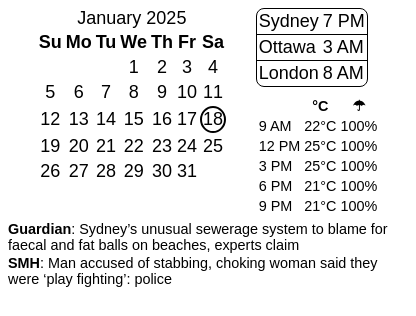 January 2025
Su Mo Tu We Th Fr Sa
1 2 3 4
5 6 7 8 9 10 11
12 13 14 15 16 17 18
19 20 21 22 23 24 25
26 27 28 29 30 31
Sydney 7 PM
Ottawa 3 AM
London 8 AM
°C ☂
9 AM 22°C 100%
12 PM 25°C 100%
3 PM 25°C 100%
6 PM 21°C 100%
9 PM 21°C 100%
Guardian: Sydney’s unusual sewerage system to blame for
faecal and fat balls on beaches, experts claim
SMH: Man accused of stabbing, choking woman said they
were ‘play fighting’: police